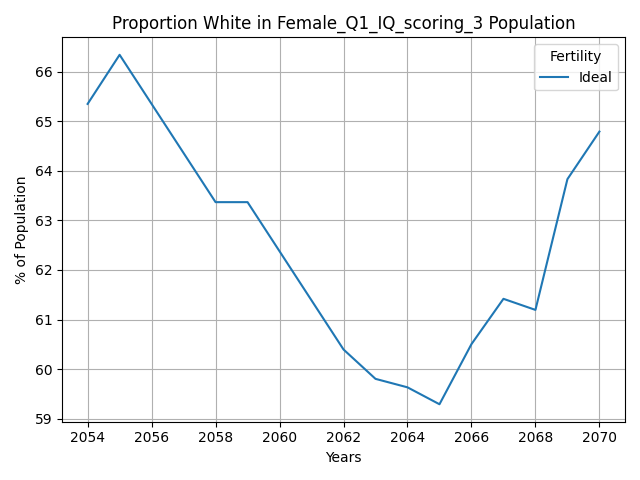 Proportion White in Female_Q1_IQ_scoring_3 Population
Fertility
Ideal
% of Population
66
65
64
63
62
61
60
59
2054 2056 2058 2060 2062 2064 2066 2068 2070
Years